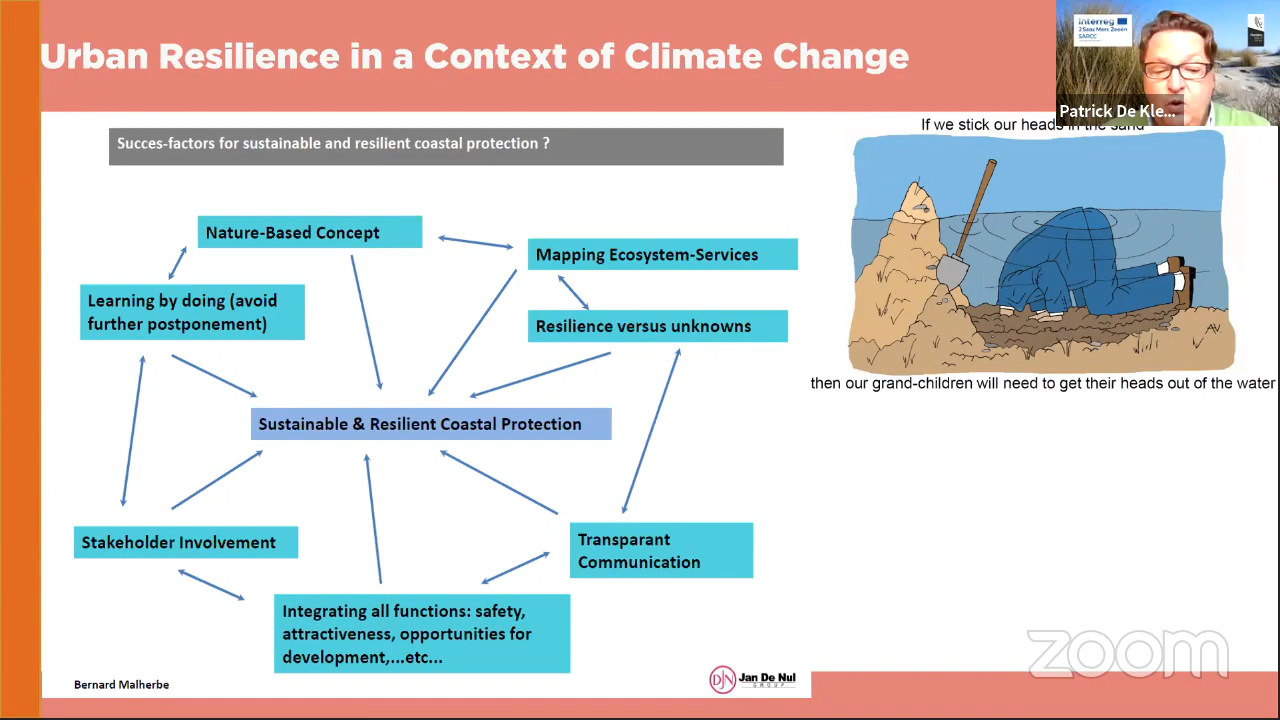 Urban Resilience in a Context of Climate Change
Interreg
2 Seas Mers Zeeën
SARCC
Patrick De Kle...
Succes-factors for sustainable and resilient coastal protection ?
If we stick our heads in the sand
Nature-Based Concept
Mapping Ecosystem-Services
Learning by doing (avoid
further postponement)
Resilience versus unknowns
then our grand-children will need to get their heads out of the water
Sustainable & Resilient Coastal Protection
Stakeholder Involvement
Transparant
Communication
Integrating all functions: safety,
attractiveness, opportunities for
development,...etc...
zoom
Bernard Malherbe
DJN
Jan De Nul
GROUP